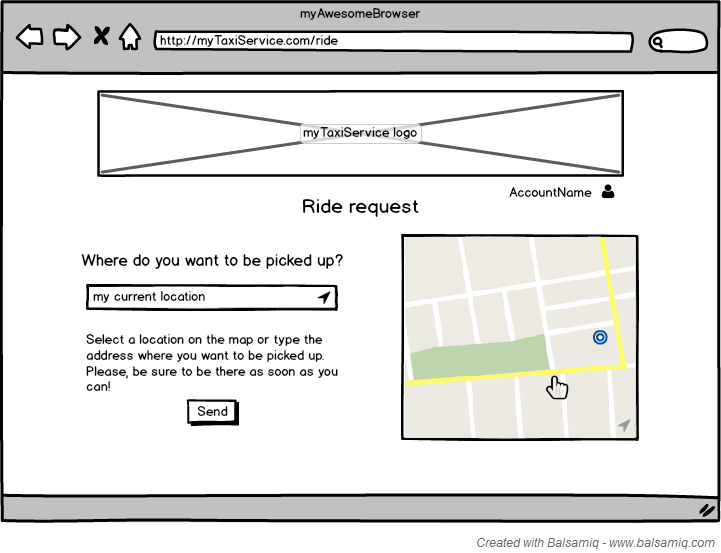 myAwesomeBrowser
http://myTaxiService.com/ride
myTaxiService logo
AccountName
Ride request
Where do you want to be picked up?
my current location
Select a location on the map or type the
address where you want to be picked up.
Please, be sure to be there as soon as you
can!
Send
Created with Balsamiq - www.balsamiq.com